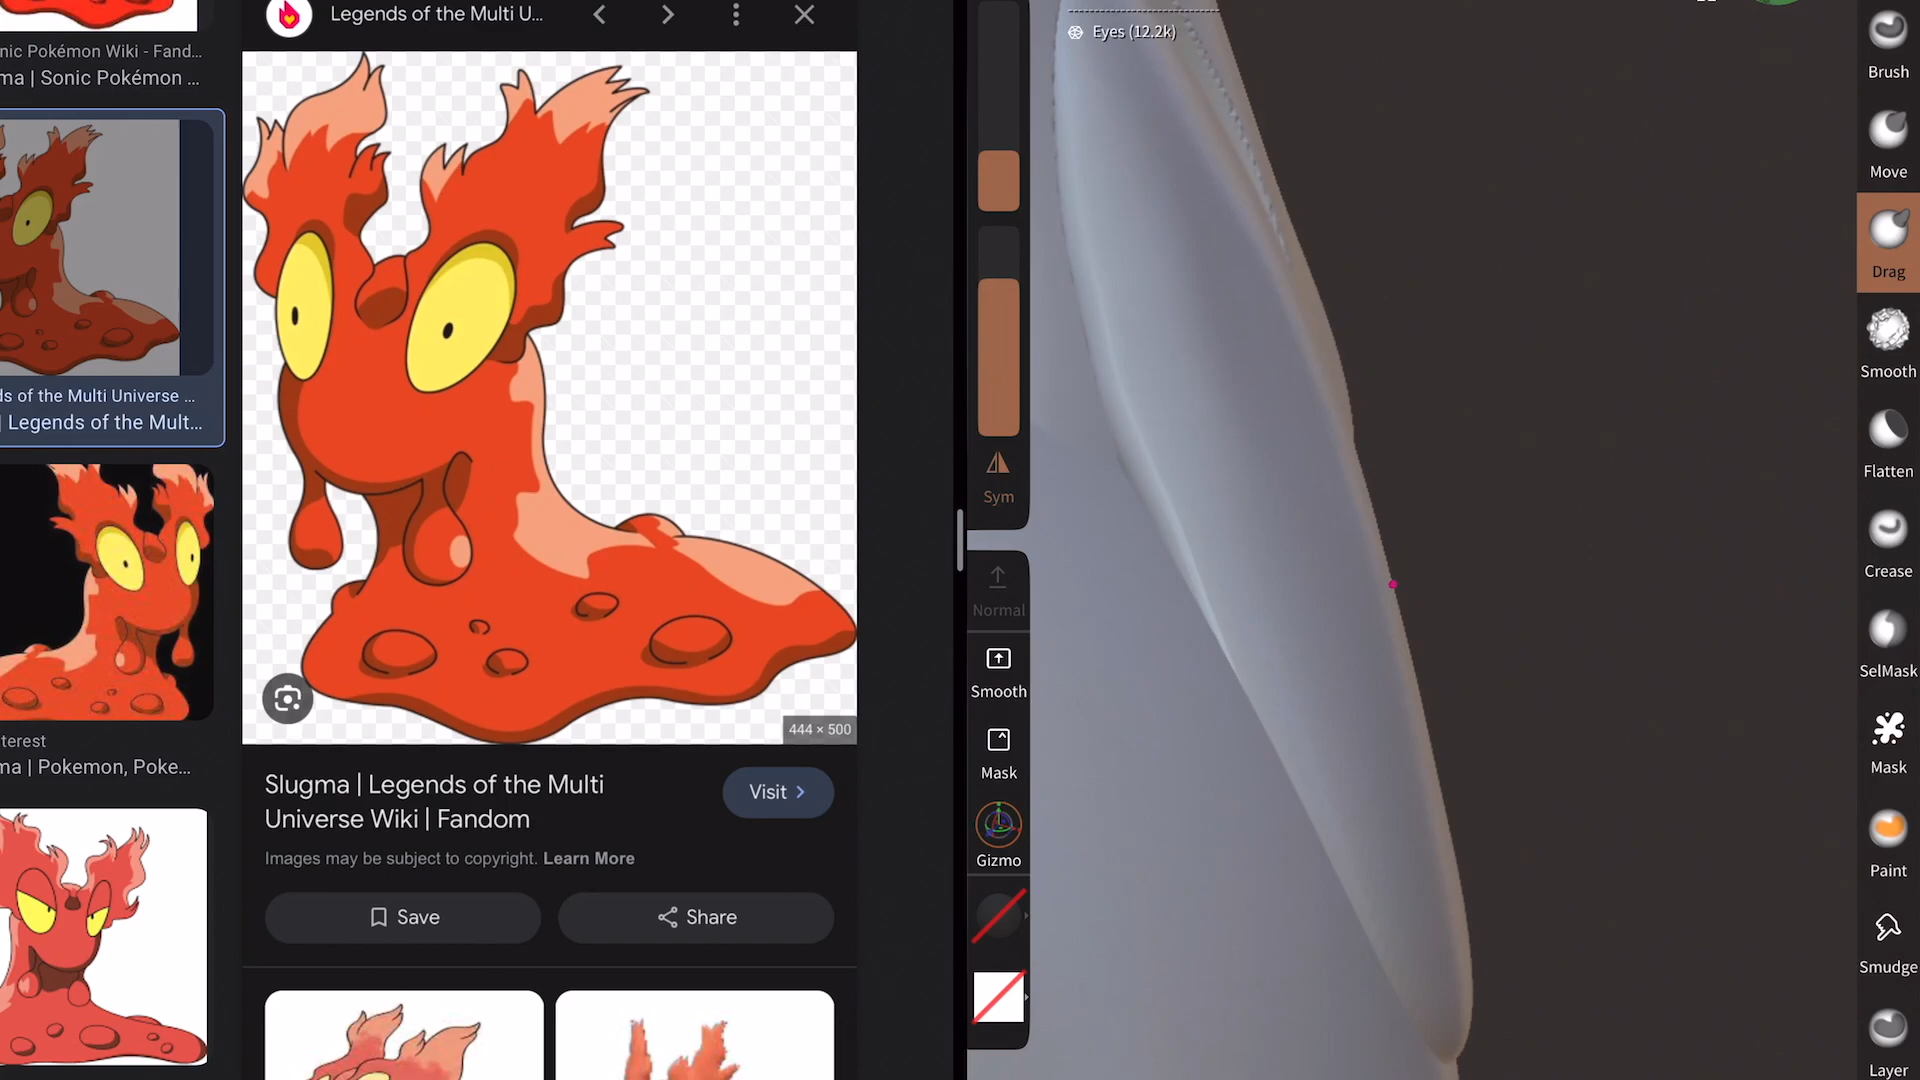 nic Pokémon Wiki - Fand...
ma | Sonic Pokémon ...
ds of the Multi Universe ...
| Legends of the Mult...
terest
ma | Pokemon, Poke...
Legends of the Multi U...
444 × 500
Slugma | Legends of the Multi
Universe Wiki | Fandom
Visit
Images may be subject to copyright. Learn More
Save
Share
Eyes (12.2k)
Sym
Normal
Smooth
Mask
Gizmo
Brush
Move
Drag
Smooth
Flatten
Crease
SelMask
Mask
Paint
Smudge
Layer